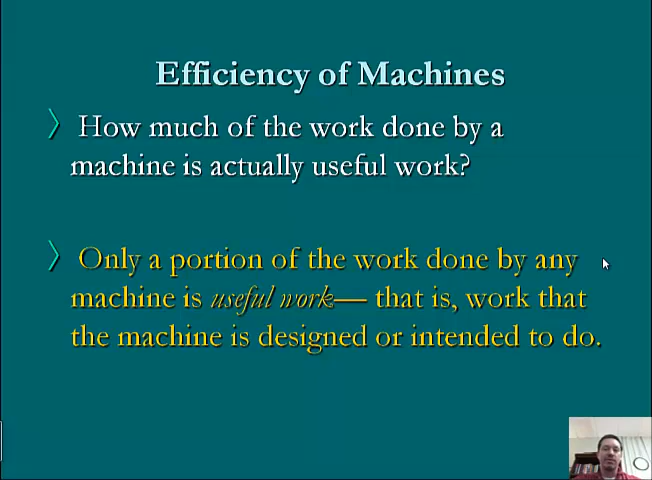 Efficiency of Machines
How much of the work done by a
machine is actually useful work?
Only a portion of the work done by any
machine is useful work— that is, work that
the machine is designed or intended to do.